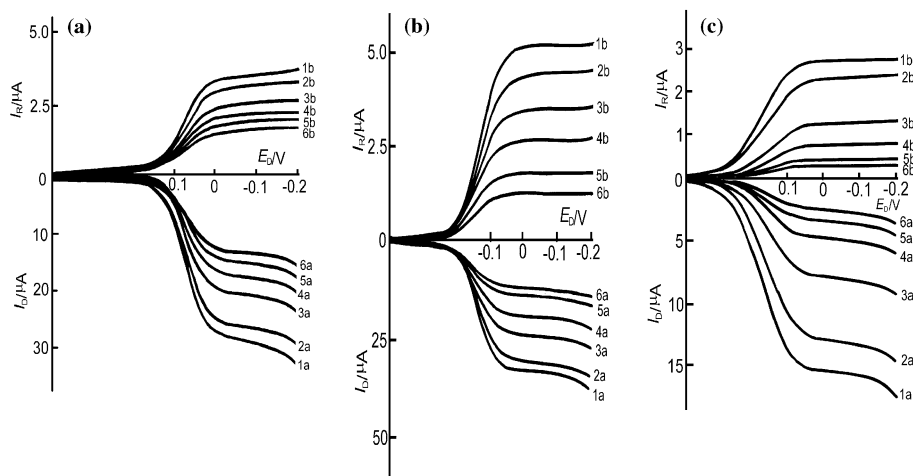 (a)
5.0
2.5
0
10
20
30
I_R/μA
I_D/μA
E_D/V
0.1 0 -0.1 -0.2
1b
2b
3b
4b
5b
6b
6a
5a
4a
3a
2a
1a
(b)
5.0
2.5
0
25
50
I_R/μA
I_D/μA
E_D/V
-0.1 0 -0.1 -0.2
1b
2b
3b
4b
5b
6b
6a
5a
4a
3a
2a
1a
(c)
3
2
1
0
5
10
15
I_R/μA
I_D/μA
0.1 0 -0.1 -0.2
E_D/V
1b
2b
3b
4b
5b
6b
6a
5a
4a
3a
2a
1a